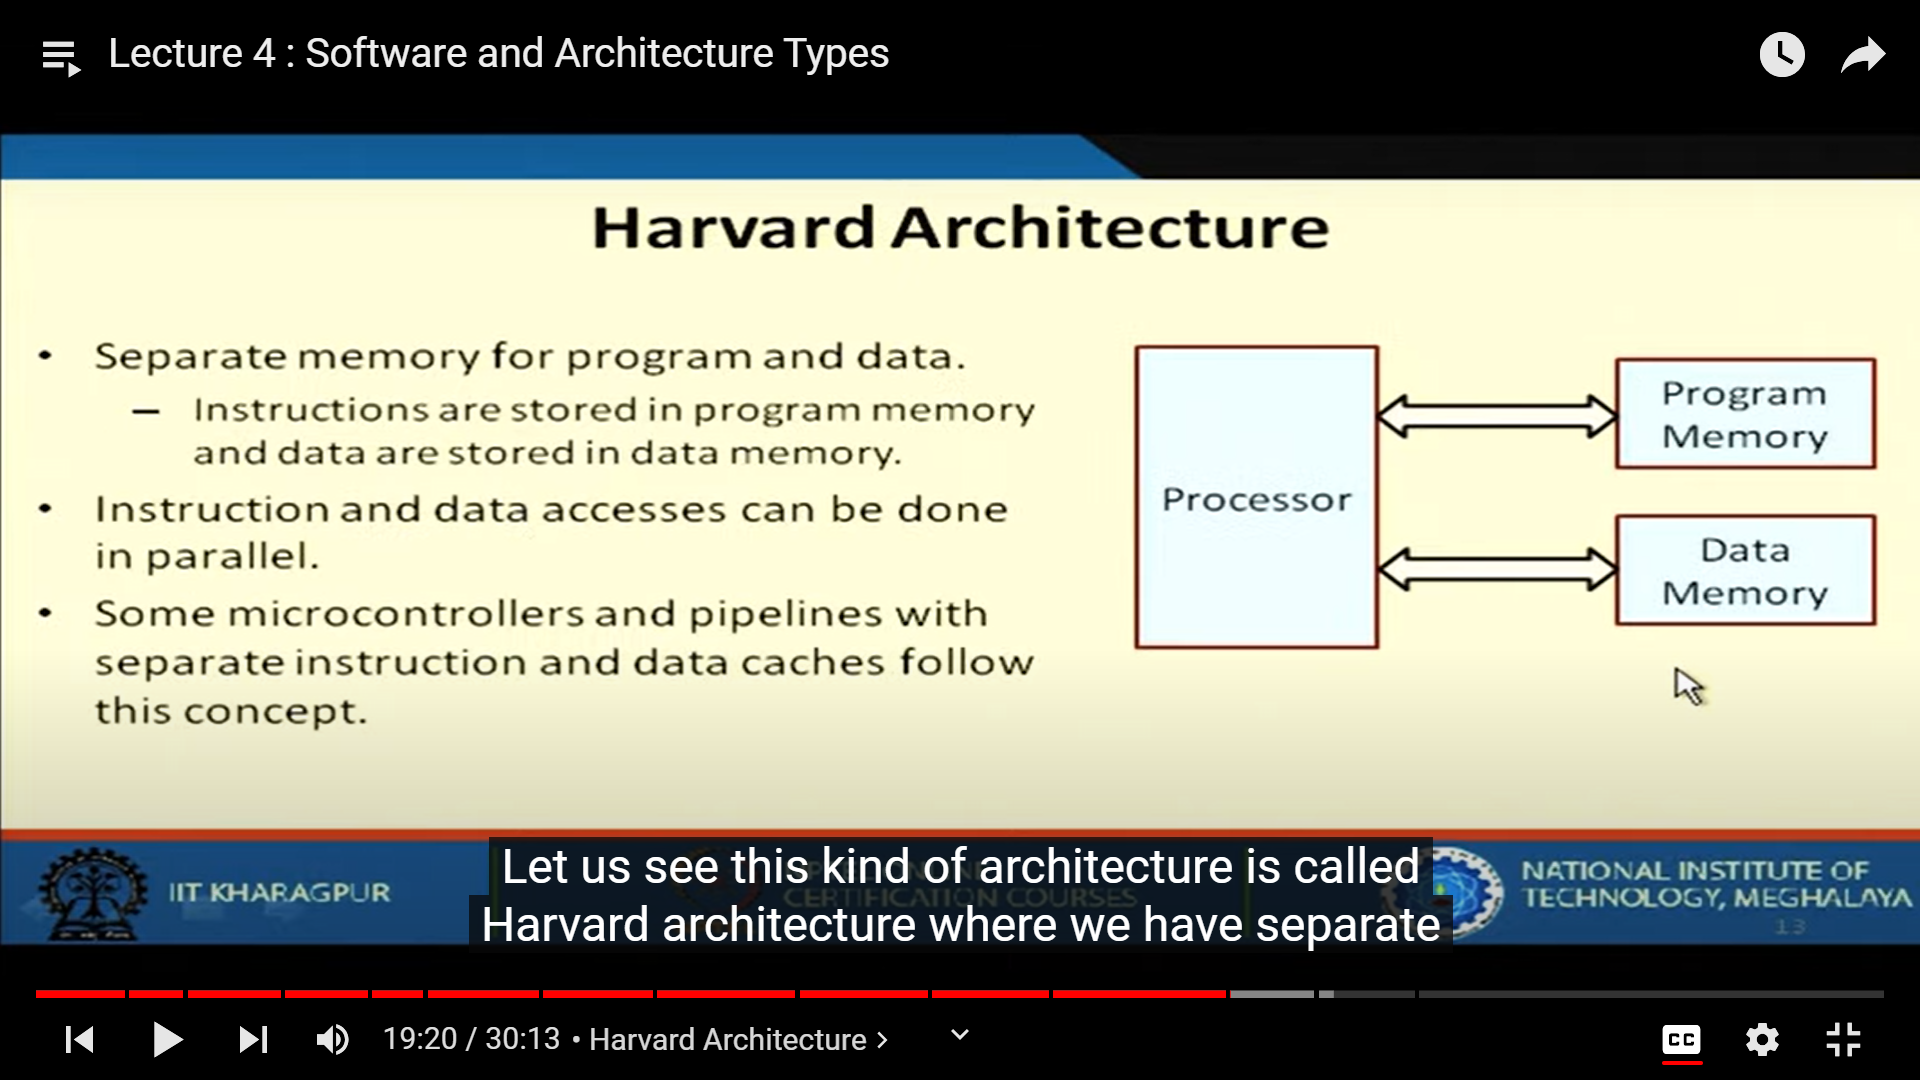 Lecture 4 : Software and Architecture Types
Harvard Architecture
• Separate memory for program and data.
– Instructions are stored in program memory
and data are stored in data memory.
• Instruction and data accesses can be done
in parallel.
• Some microcontrollers and pipelines with
separate instruction and data caches follow
this concept.
Processor
Program
Memory
Data
Memory
IIT KHARAGPUR
CERTIFICATION COURSES
NATIONAL INSTITUTE OF
TECHNOLOGY, MEGHALAYA
13
Let us see this kind of architecture is called
Harvard architecture where we have separate
19:20 / 30:13 • Harvard Architecture >
CC